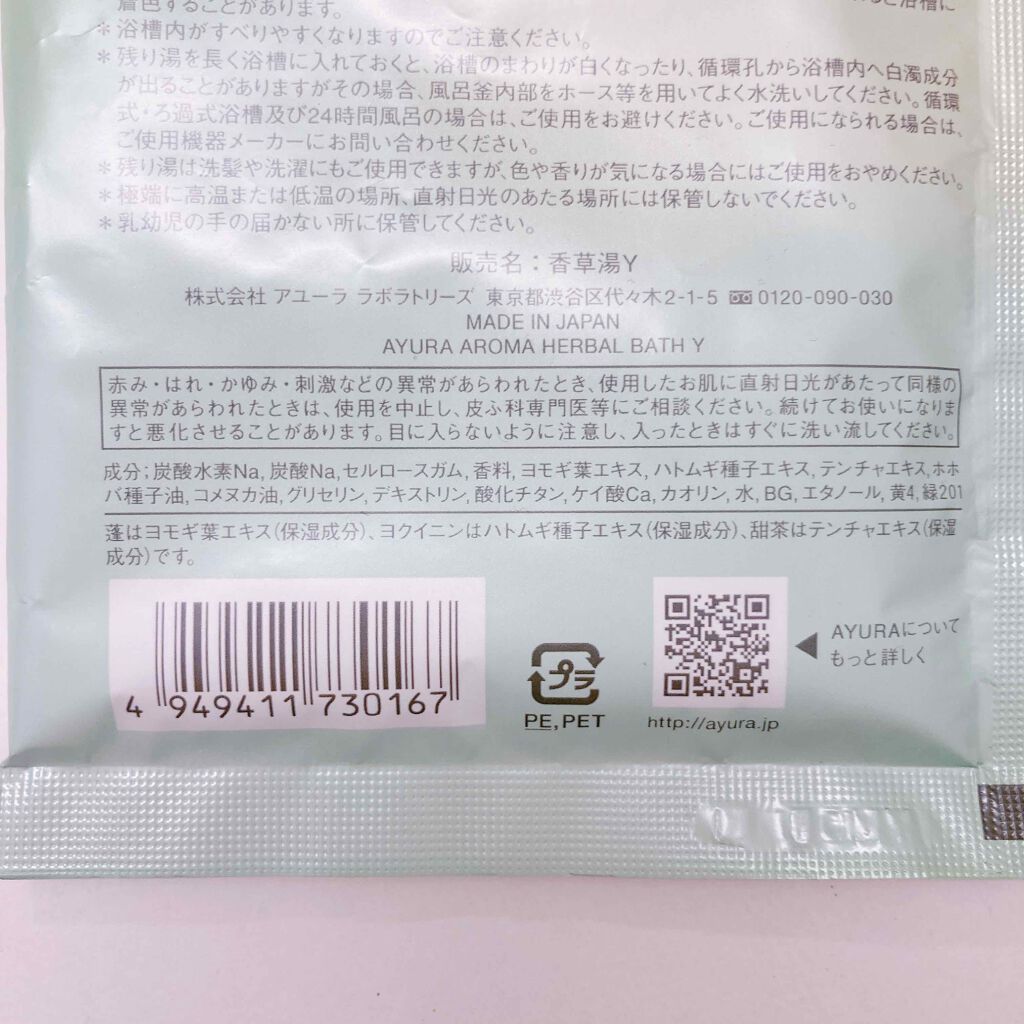 着色することがあります。
と浴槽に
＊浴槽内がすべりやすくなりますのでご注意ください。
＊残り湯を長く浴槽に入れておくと、浴槽のまわりが白くなったり、循環孔から浴槽内へ白濁成分
が出ることがありますがその場合、風呂釜内部をホース等を用いてよく水洗いしてください。循環
式・ろ過式浴槽及び24時間風呂の場合は、ご使用をお避けください。ご使用になられる場合は、
ご使用機器メーカーにお問い合わせください。
＊残り湯は洗髪や洗濯にもご使用できますが、色や香りが気になる場合にはご使用をおやめください。
＊極端に高温または低温の場所、直射日光のあたる場所には保管しないでください。
＊乳幼児の手の届かない所に保管してください。
販売名：香草湯Y
株式会社 アユーラ ラボラトリーズ 東京都渋谷区代々木2-1-5 0120-090-030
MADE IN JAPAN
AYURA AROMA HERBAL BATH Y
赤み・はれ・かゆみ・刺激などの異常があらわれたとき、使用したお肌に直射日光があたって同様の
異常があらわれたときは、使用を中止し、皮ふ科専門医等にご相談ください。続けてお使いになりま
すと悪化させることがあります。目に入らないように注意し、入ったときはすぐに洗い流してください。
成分；炭酸水素Na, 炭酸Na, セルロースガム, 香料, ヨモギ葉エキス, ハトムギ種子エキス, テンチャエキス, ホホ
バ種子油, コメヌカ油, グリセリン, デキストリン, 酸化チタン, ケイ酸Ca, カオリン, 水, BG, エタノール, 黄4, 緑201
蓬はヨモギ葉エキス（保湿成分）、ヨクイニンはハトムギ種子エキス（保湿成分）、甜茶はテンチャエキス（保湿
成分）です。
4 949411 730167
プラ
PE, PET
AYURAについて
もっと詳しく
http://ayura.jp